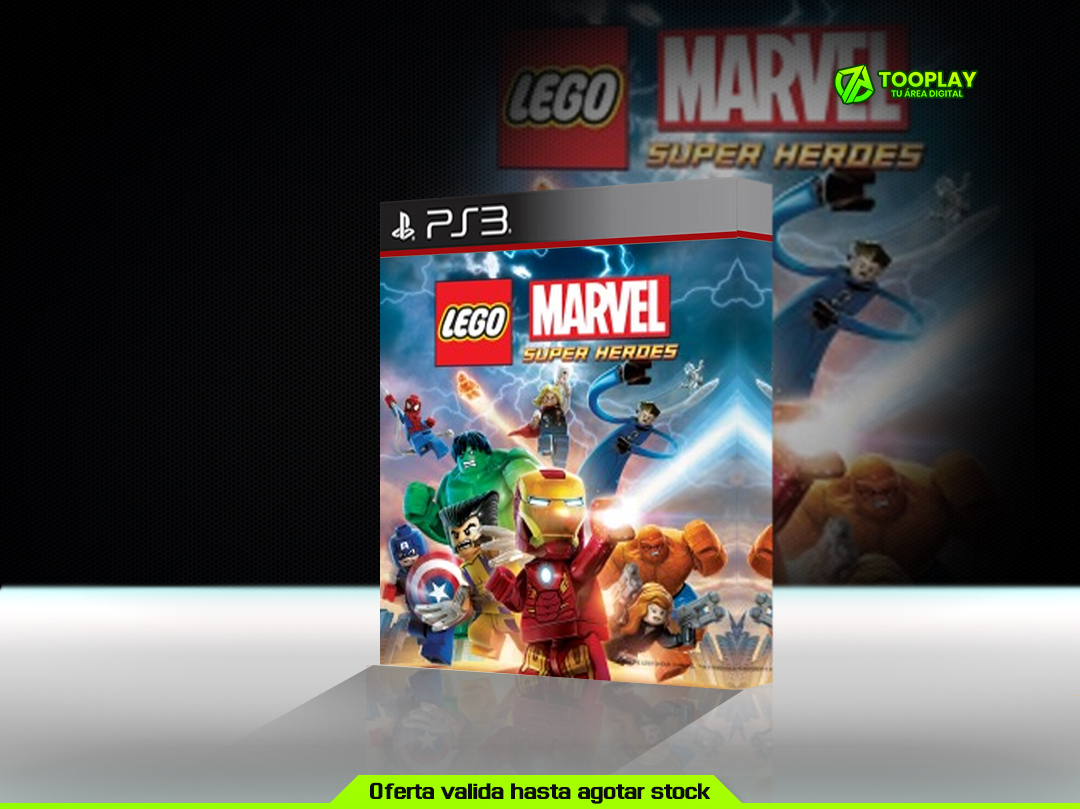 LEGO
MARVEL
SUPER HEROES
TOOPLAY
TU ÁREA DIGITAL
PS3
LEGO
MARVEL
SUPER HEROES
A
Oferta valida hasta agotar stock